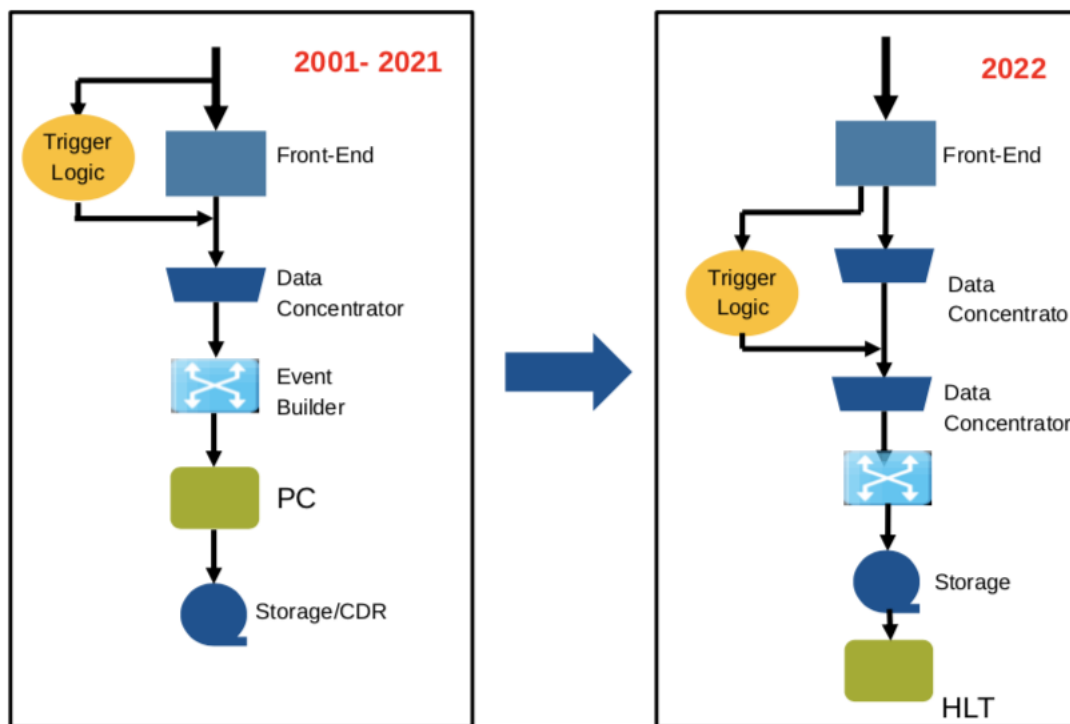 2001- 2021
Trigger
Logic
Front-End
Data
Concentrator
Event
Builder
PC
Storage/CDR
2022
Front-End
Trigger
Logic
Data
Concentrato
Data
Concentrator
Storage
HLT